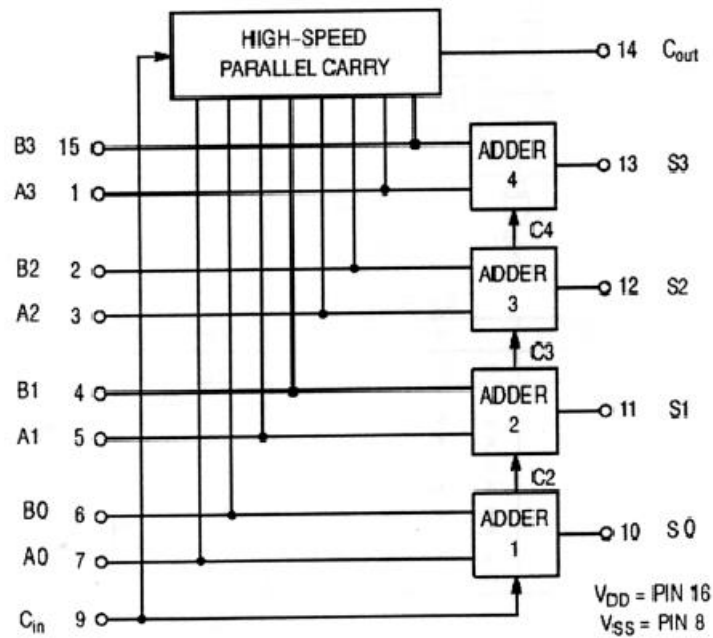 HIGH-SPEED
PARALLEL CARRY
14 Cout
B3 15
A3 1
ADDER
4
13 S3
C4
B2 2
A2 3
ADDER
3
12 S2
C3
B1 4
A1 5
ADDER
2
11 S1
C2
B0 6
A0 7
ADDER
1
10 S0
Cin 9
VDD = PIN 16
VSS = PIN 8